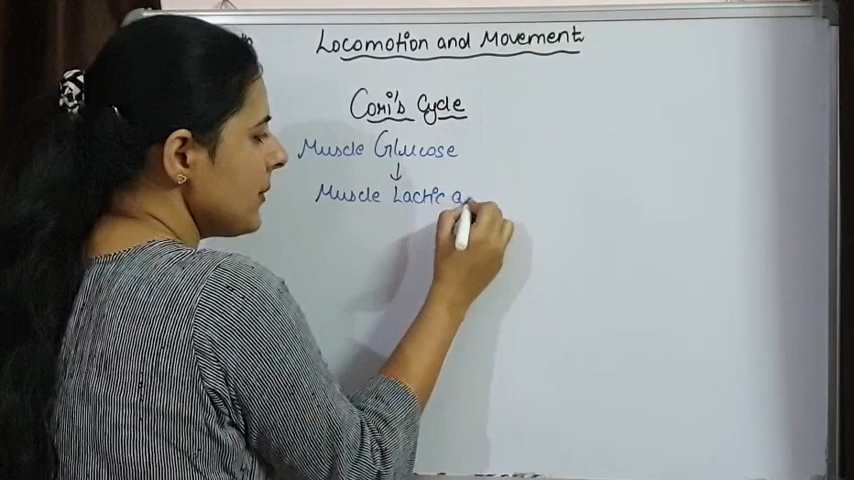 Locomotion and Movement
Cori's Cycle
Muscle Glucose
↓
Muscle Lactic a